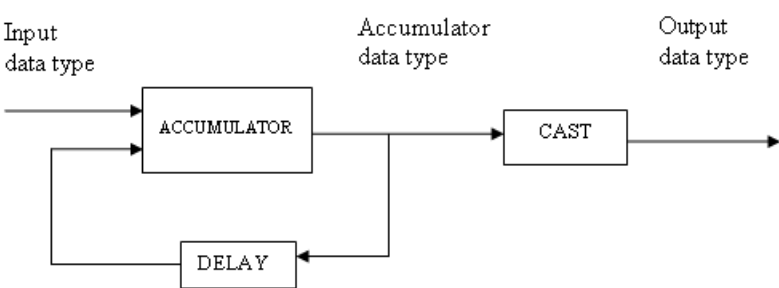 Input
data type
Accumulator
data type
Output
data type
ACCUMULATOR
CAST
DELAY